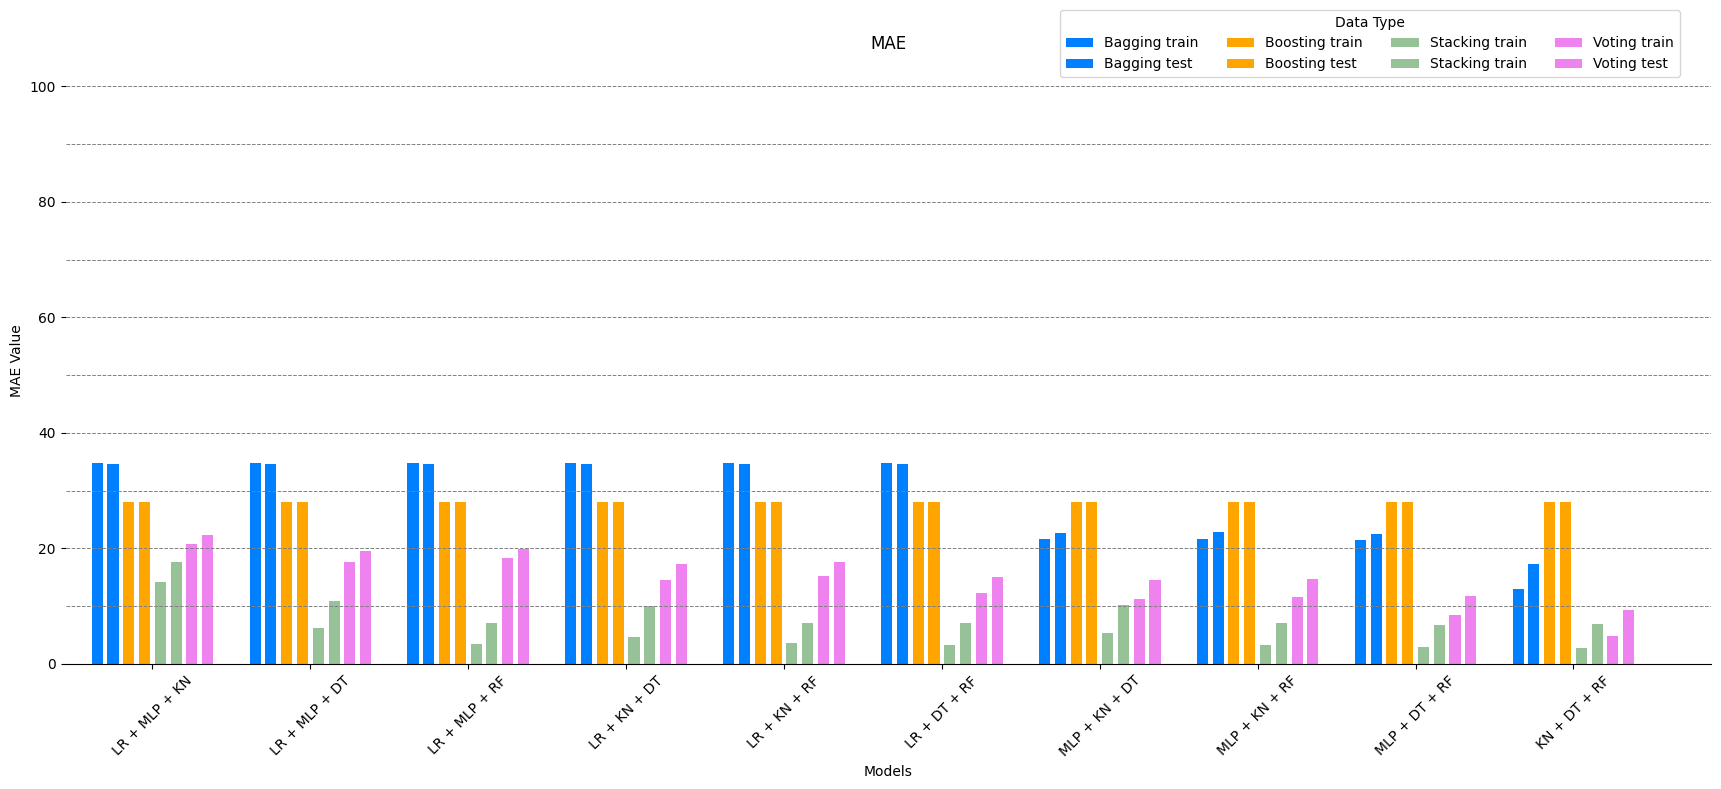 MAE
Data Type
Bagging train
Bagging test
Boosting train
Boosting test
Stacking train
Stacking train
Voting train
Voting test
MAE Value
100
80
60
40
20
0
LR + MLP + KN
LR + MLP + DT
LR + MLP + RF
LR + KN + DT
LR + KN + RF
LR + DT + RF
MLP + KN + DT
MLP + KN + RF
MLP + DT + RF
KN + DT + RF
Models